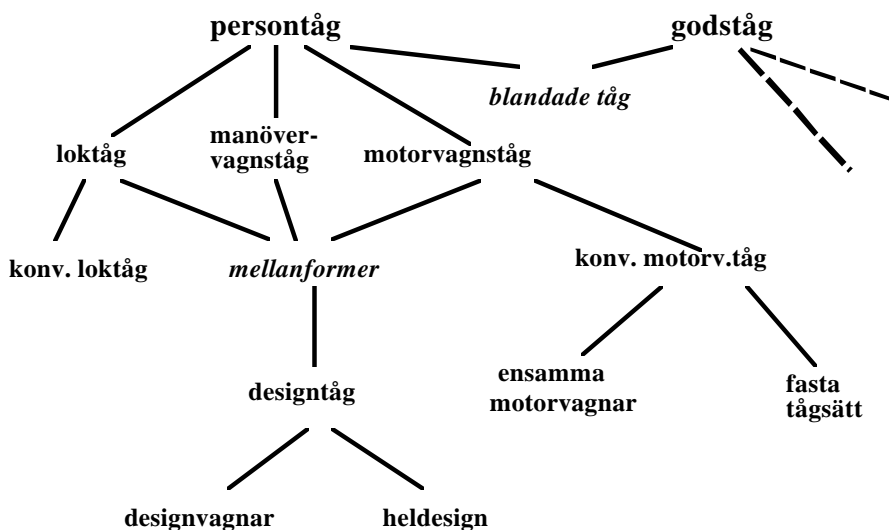 persontåg
godståg
blandade tåg
loktåg
manöver-
vagnståg
motorvagnståg
konv. loktåg
mellanformer
konv. motorv.tåg
designtåg
ensamma
motorvagnar
fasta
tågsätt
designvagnar
heldesign